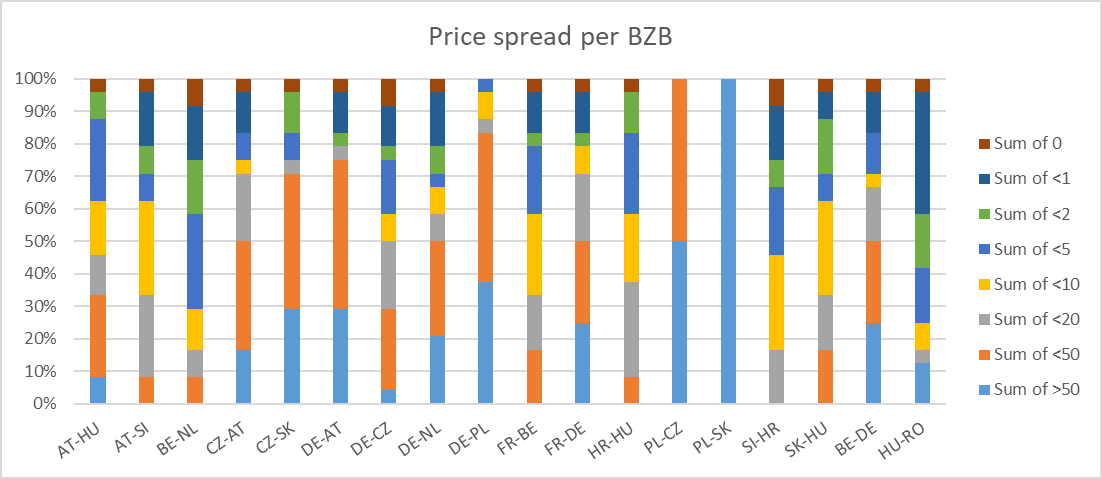 Price spread per BZB
100%
90%
80%
70%
60%
50%
40%
30%
20%
10%
0%
AT-HU
AT-SI
BE-NL
CZ-AT
CZ-SK
DE-AT
DE-CZ
DE-NL
DE-PL
FR-BE
FR-DE
HR-HU
PL-CZ
PL-SK
SI-HR
SK-HU
BE-DE
HU-RO
Sum of 0
Sum of <1
Sum of <2
Sum of <5
Sum of <10
Sum of <20
Sum of <50
Sum of >50